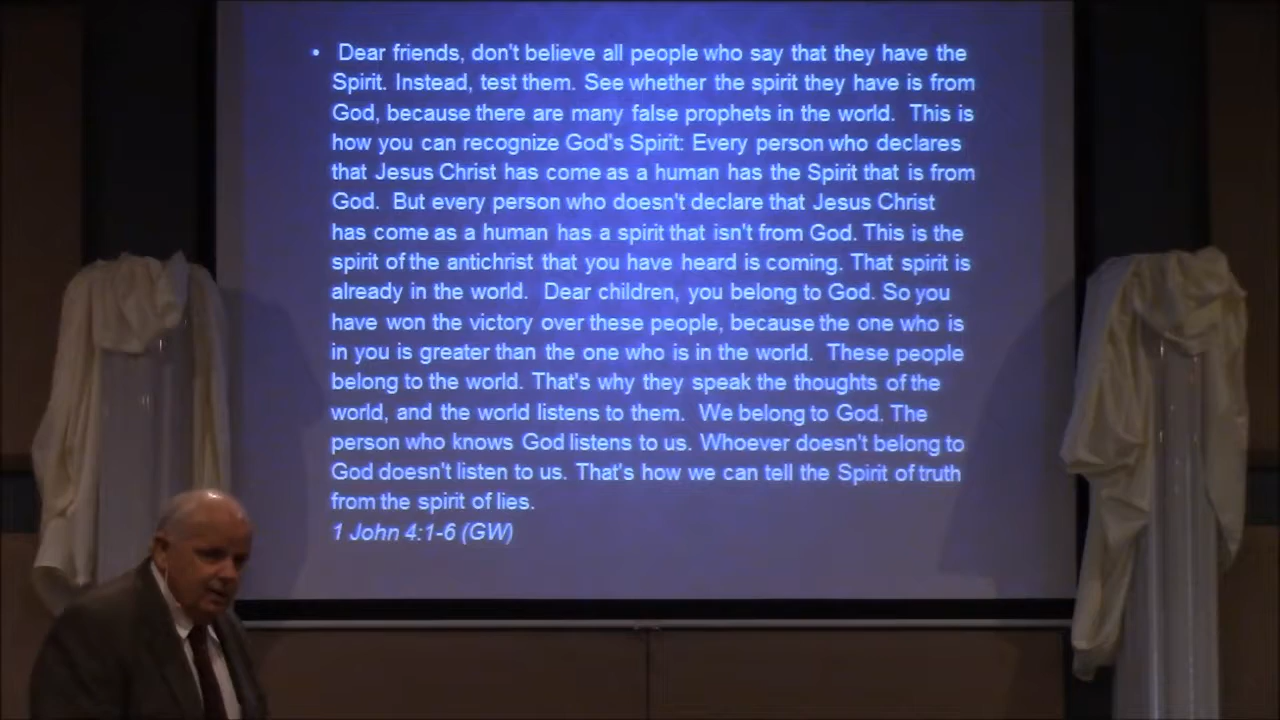 • Dear friends, don't believe all people who say that they have the
Spirit. Instead, test them. See whether the spirit they have is from
God, because there are many false prophets in the world. This is
how you can recognize God's Spirit: Every person who declares
that Jesus Christ has come as a human has the Spirit that is from
God. But every person who doesn't declare that Jesus Christ
has come as a human has a spirit that isn't from God. This is the
spirit of the antichrist that you have heard is coming. That spirit is
already in the world. Dear children, you belong to God. So you
have won the victory over these people, because the one who is
in you is greater than the one who is in the world. These people
belong to the world. That's why they speak the thoughts of the
world, and the world listens to them. We belong to God. The
person who knows God listens to us. Whoever doesn't belong to
God doesn't listen to us. That's how we can tell the Spirit of truth
from the spirit of lies.
1 John 4:1-6 (GW)